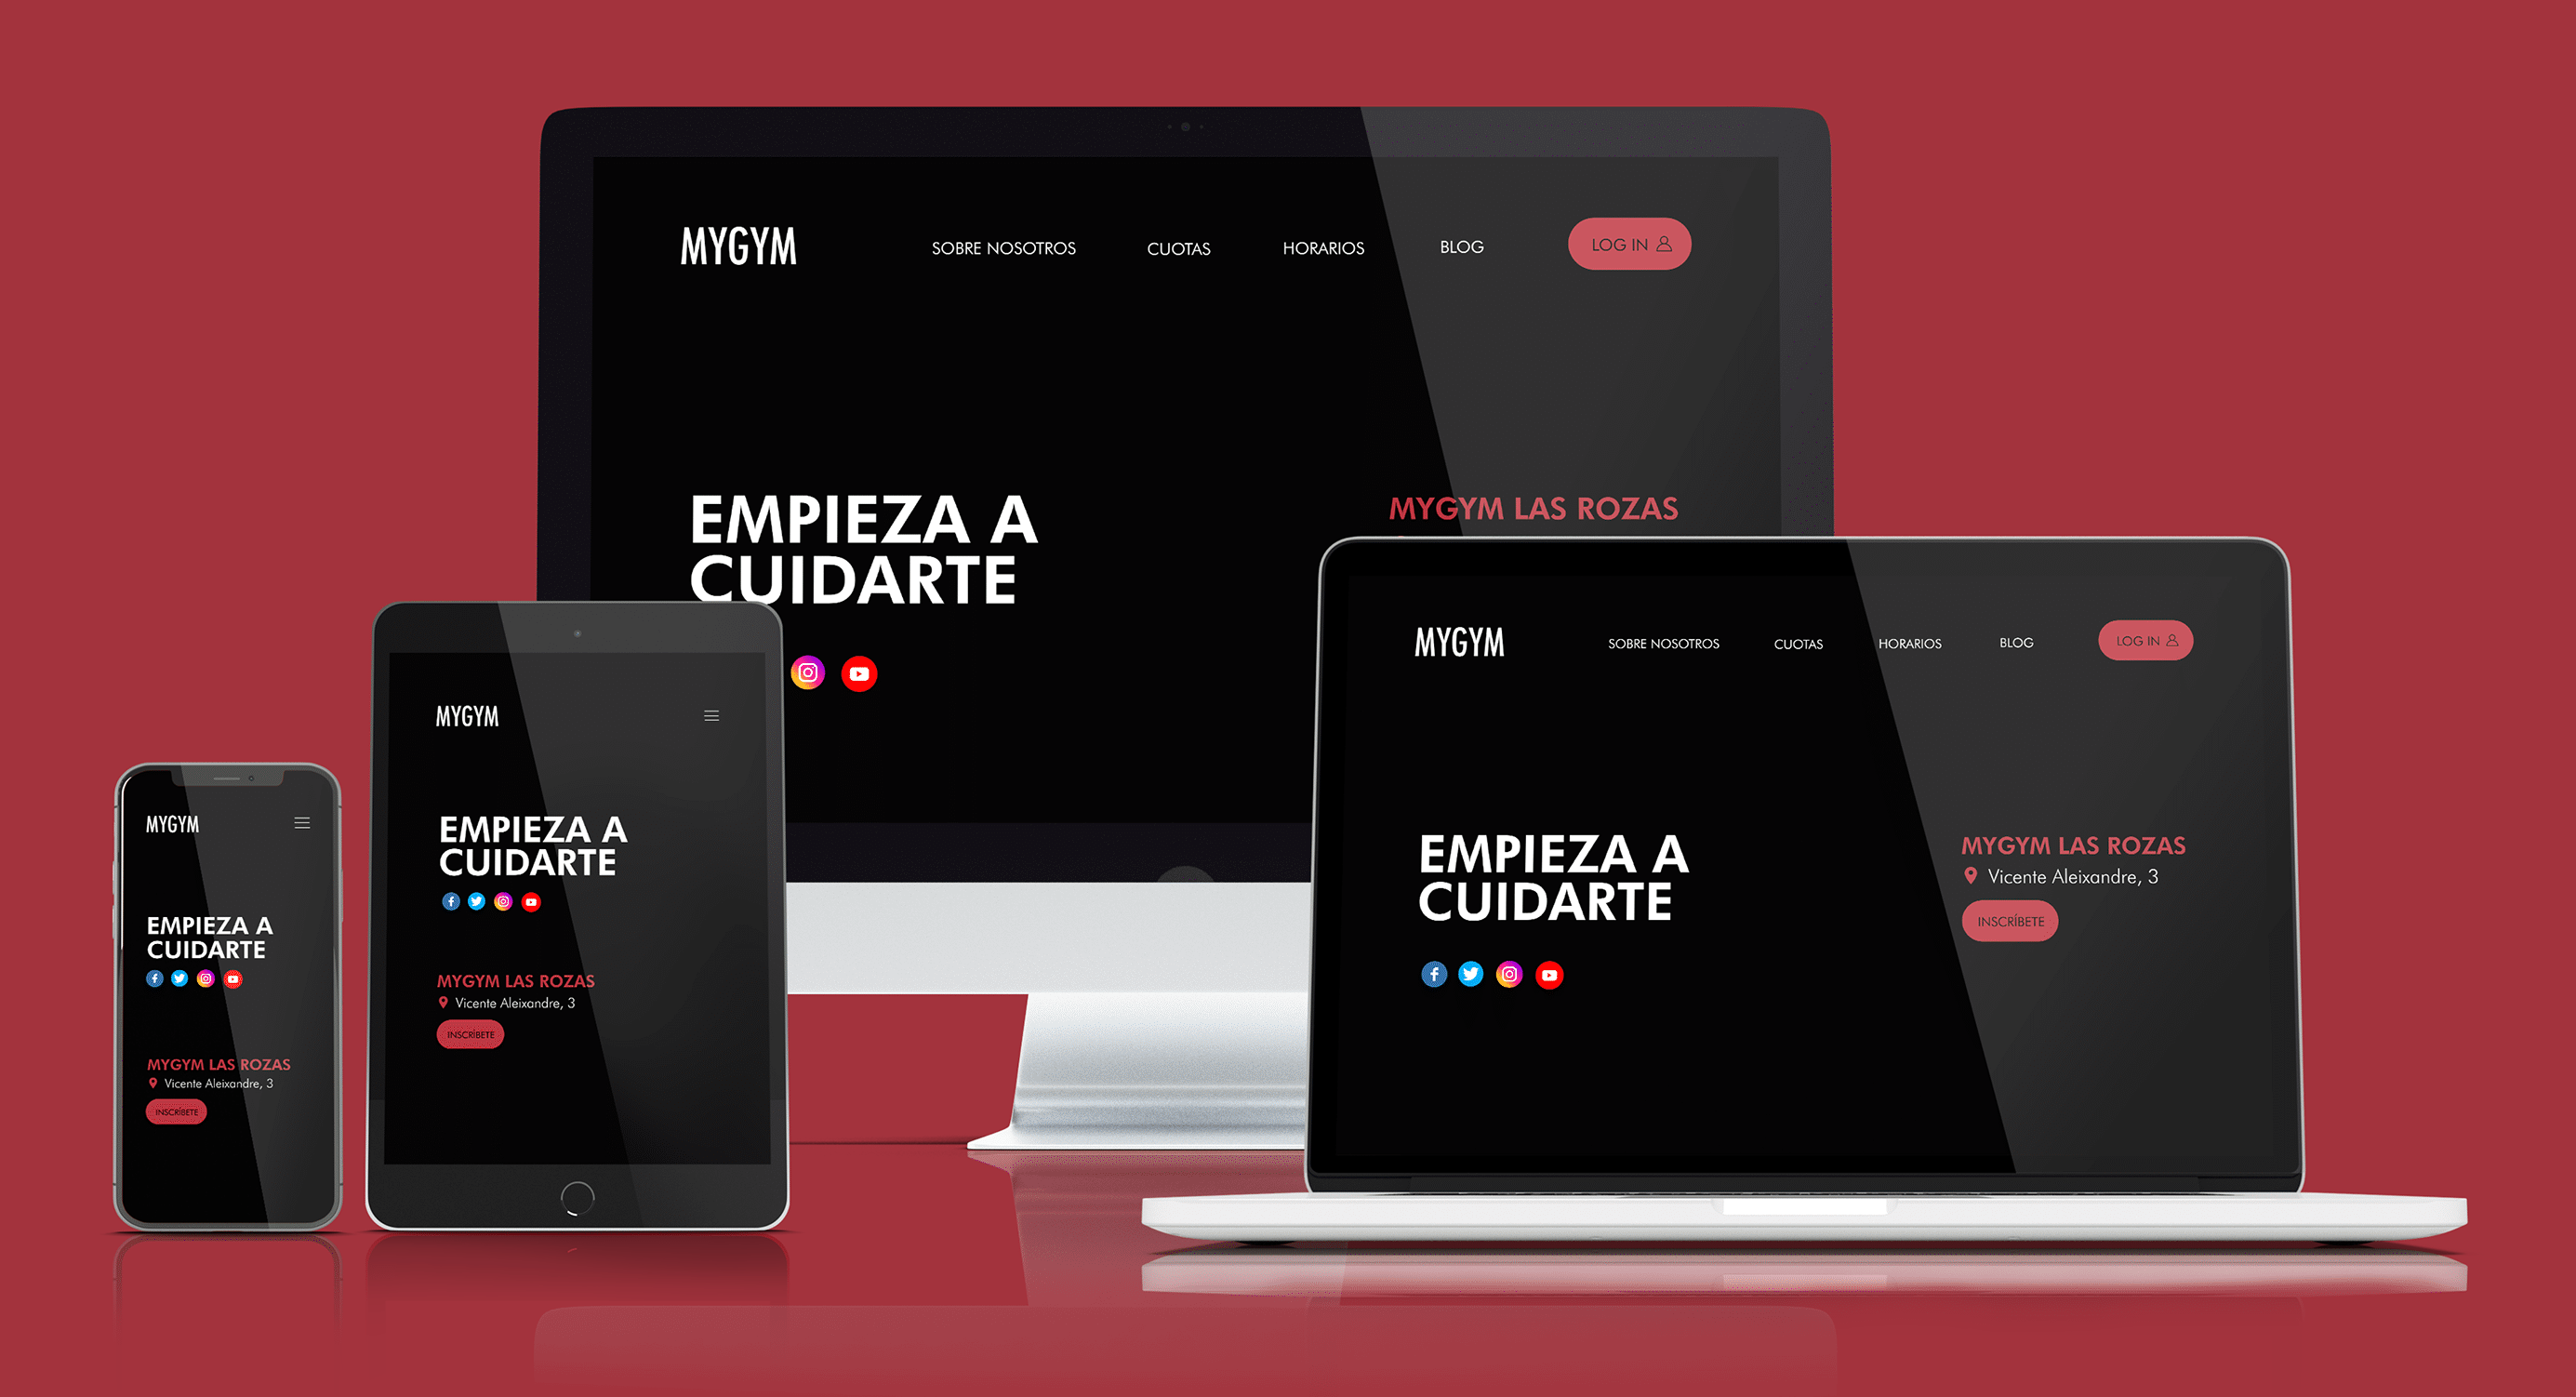 MYGYM
SOBRE NOSOTROS
CUOTAS
HORARIOS
BLOG
LOG IN
EMPIEZA A
CUIDARTE
MYGYM LAS ROZAS
MYGYM
SOBRE NOSOTROS
CUOTAS
HORARIOS
BLOG
LOG IN
EMPIEZA A
CUIDARTE
MYGYM LAS ROZAS
Vicente Aleixandre, 3
INSCRÍBETE
MYGYM
EMPIEZA A
CUIDARTE
MYGYM LAS ROZAS
Vicente Aleixandre, 3
INSCRÍBETE
MYGYM
EMPIEZA A
CUIDARTE
MYGYM LAS ROZAS
Vicente Aleixandre, 3
INSCRÍBETE